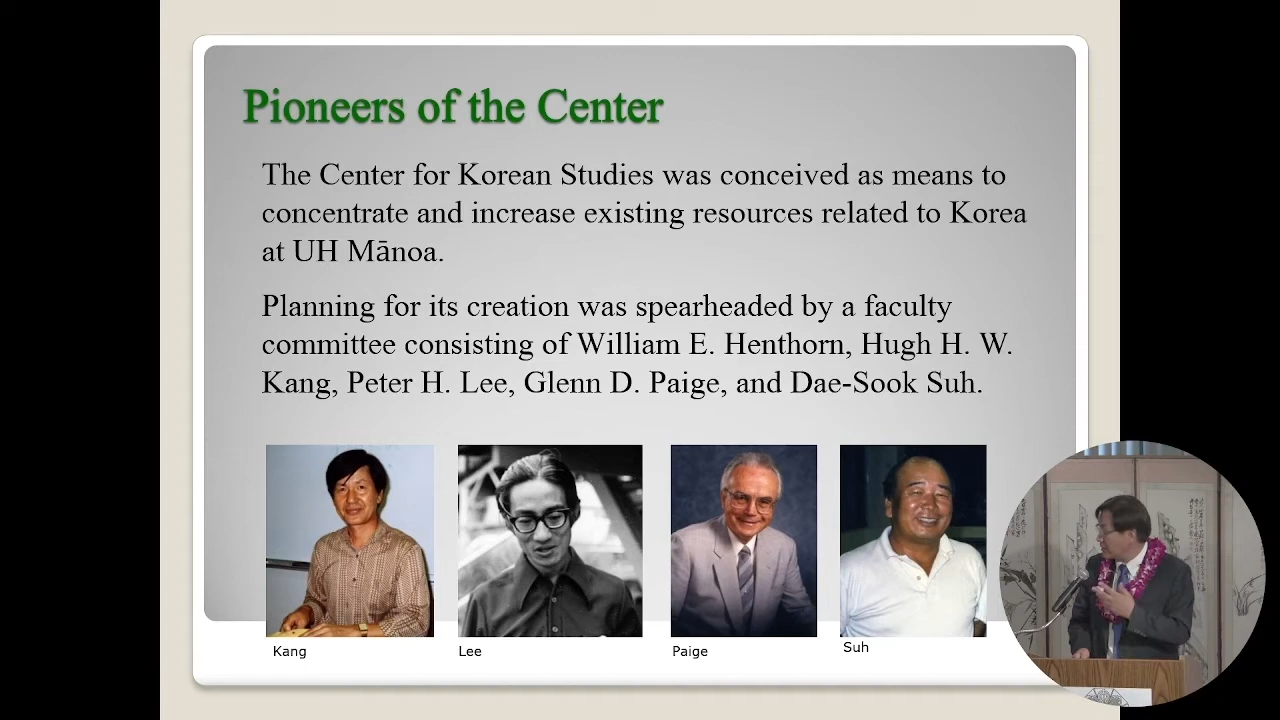 Pioneers of the Center
The Center for Korean Studies was conceived as means to
concentrate and increase existing resources related to Korea
at UH Mānoa.
Planning for its creation was spearheaded by a faculty
committee consisting of William E. Henthorn, Hugh H. W.
Kang, Peter H. Lee, Glenn D. Paige, and Dae-Sook Suh.
Kang
Lee
Paige
Suh